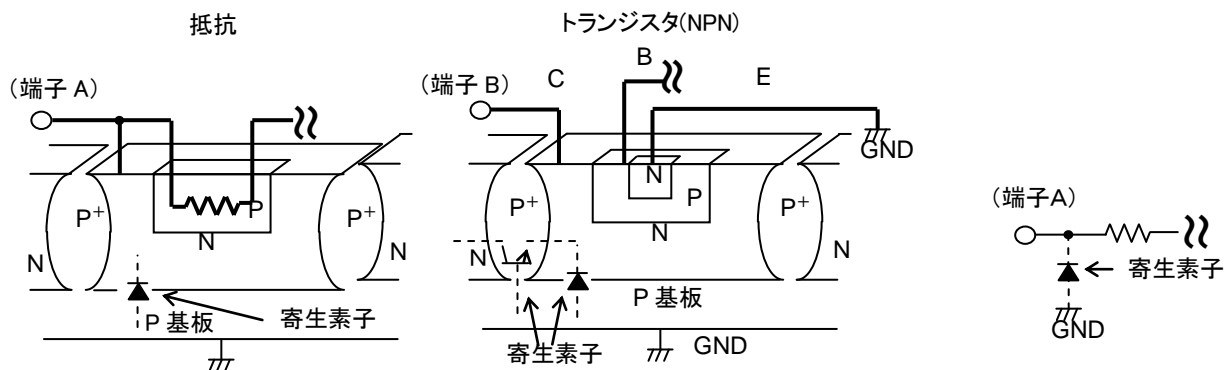 抵抗
(端子 A)
P+
P
P+
N
N
N
P 基板
寄生素子
トランジスタ(NPN)
(端子 B)
C
B
E
GND
N
P+
P
P+
N
N
N
P 基板
寄生素子
GND
(端子A)
寄生素子
GND